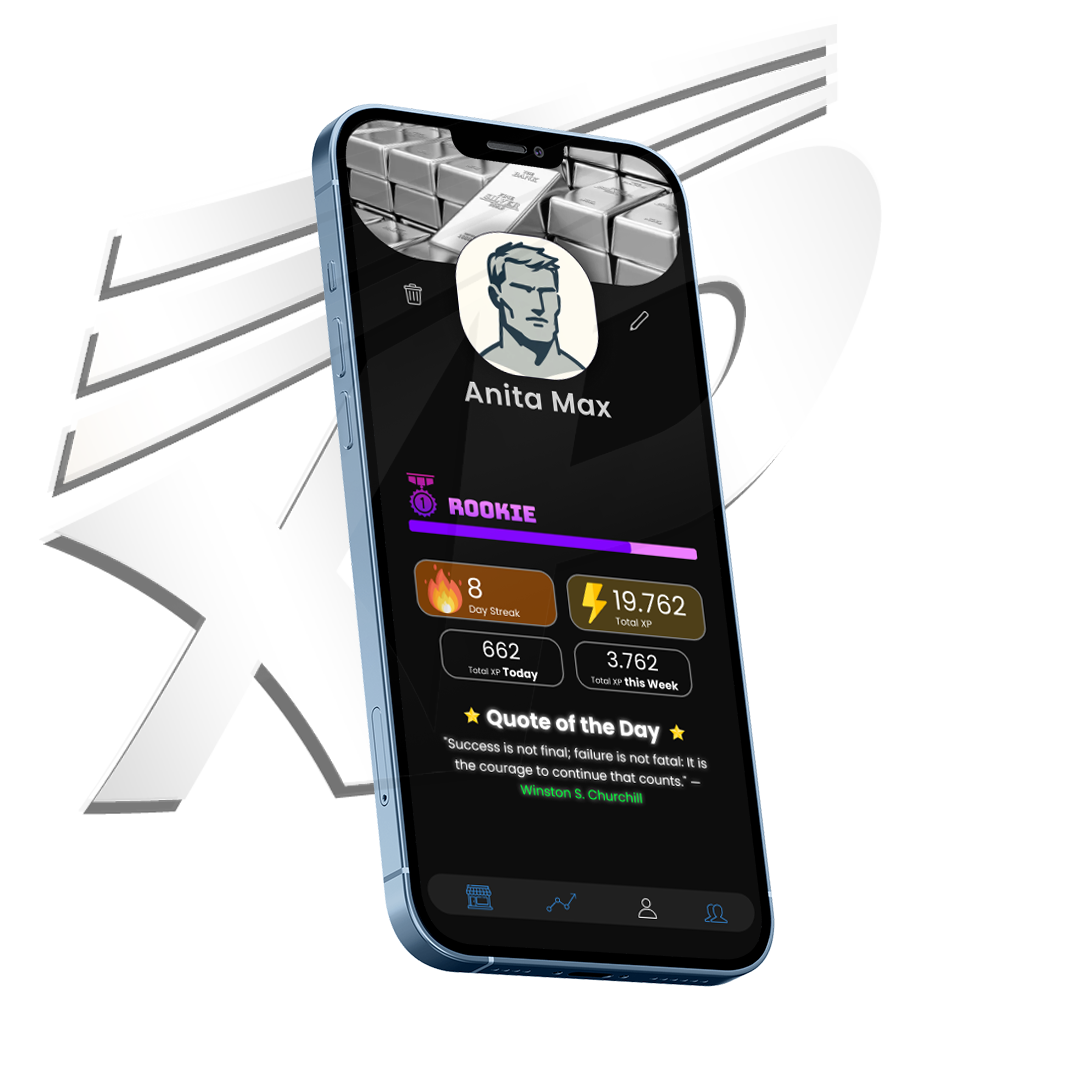 Anita Max
1
ROOKIE
8
Day Streak
19.762
Total XP
662
Total XP Today
3.762
Total XP this Week
Quote of the Day
"Success is not final; failure is not fatal: It is
the courage to continue that counts." —
Winston S. Churchill
XP